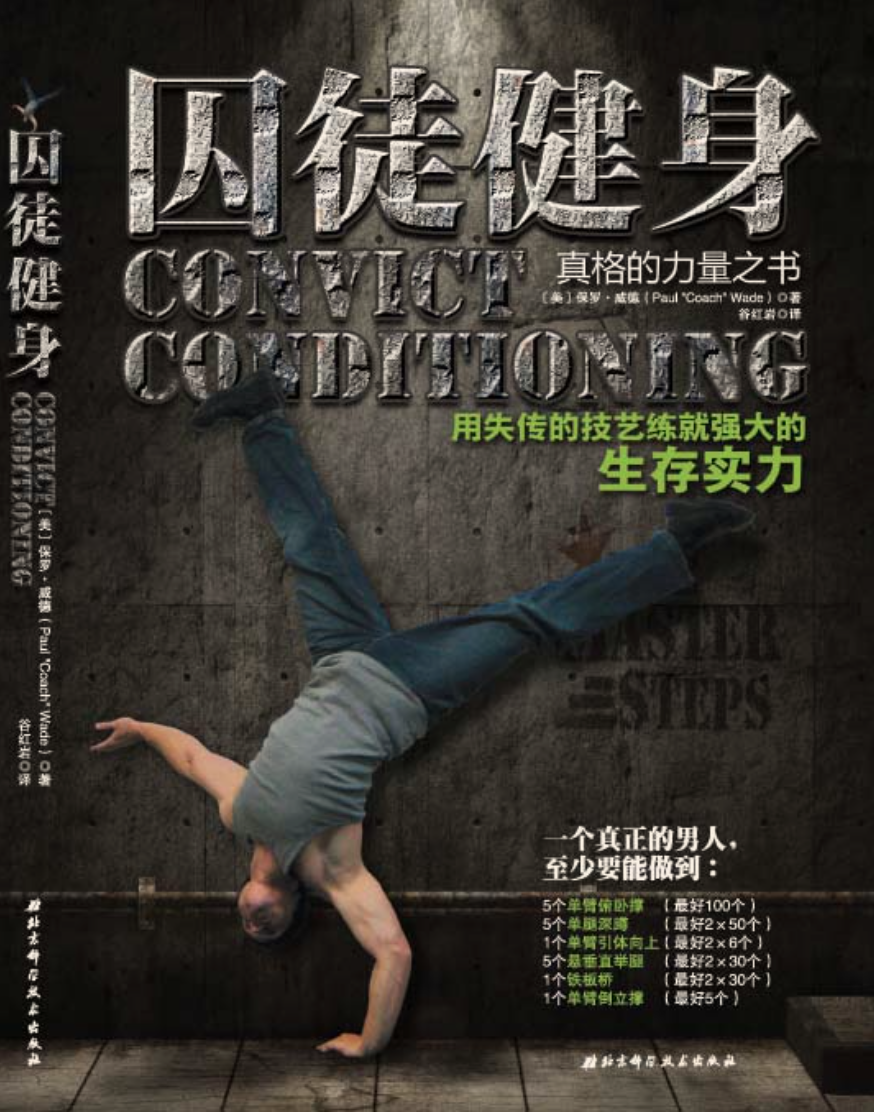 囚徒健身
CONVICT
CONDITIONING
真格的力量之书
〔美〕保罗·威德（Paul "Coach" Wade）◎著
谷红岩◎译
用失传的技艺练就强大的
生存实力
MASTER
STEPS
一个真正的男人，
至少要能做到：
5个单臂俯卧撑（最好100个）
5个单腿深蹲（最好2×50个）
1个单臂引体向上（最好2×6个）
5个悬垂直举腿（最好2×30个）
1个铁板桥（最好2×30个）
1个单臂倒立撑（最好5个）
北京科学技术出版社
囚徒健身
CONVICT
CONDITIONING
〔美〕保罗·威德（Paul "Coach" Wade）◎著
谷红岩◎译
北京科学技术出版社